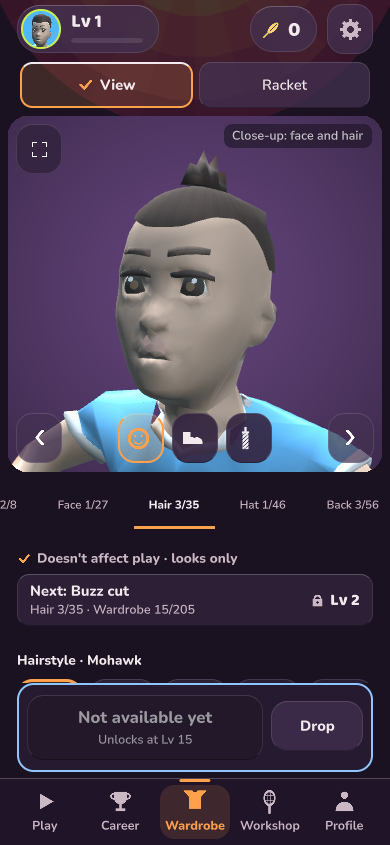 Lv 1
0
View
Racket
Close-up: face and hair
2/8
Face 1/27
Hair 3/35
Hat 1/46
Back 3/56
Doesn't affect play · looks only
Next: Buzz cut
Hair 3/35 · Wardrobe 15/205
Lv 2
Hairstyle · Mohawk
Not available yet
Unlocks at Lv 15
Drop
Play
Career
Wardrobe
Workshop
Profile